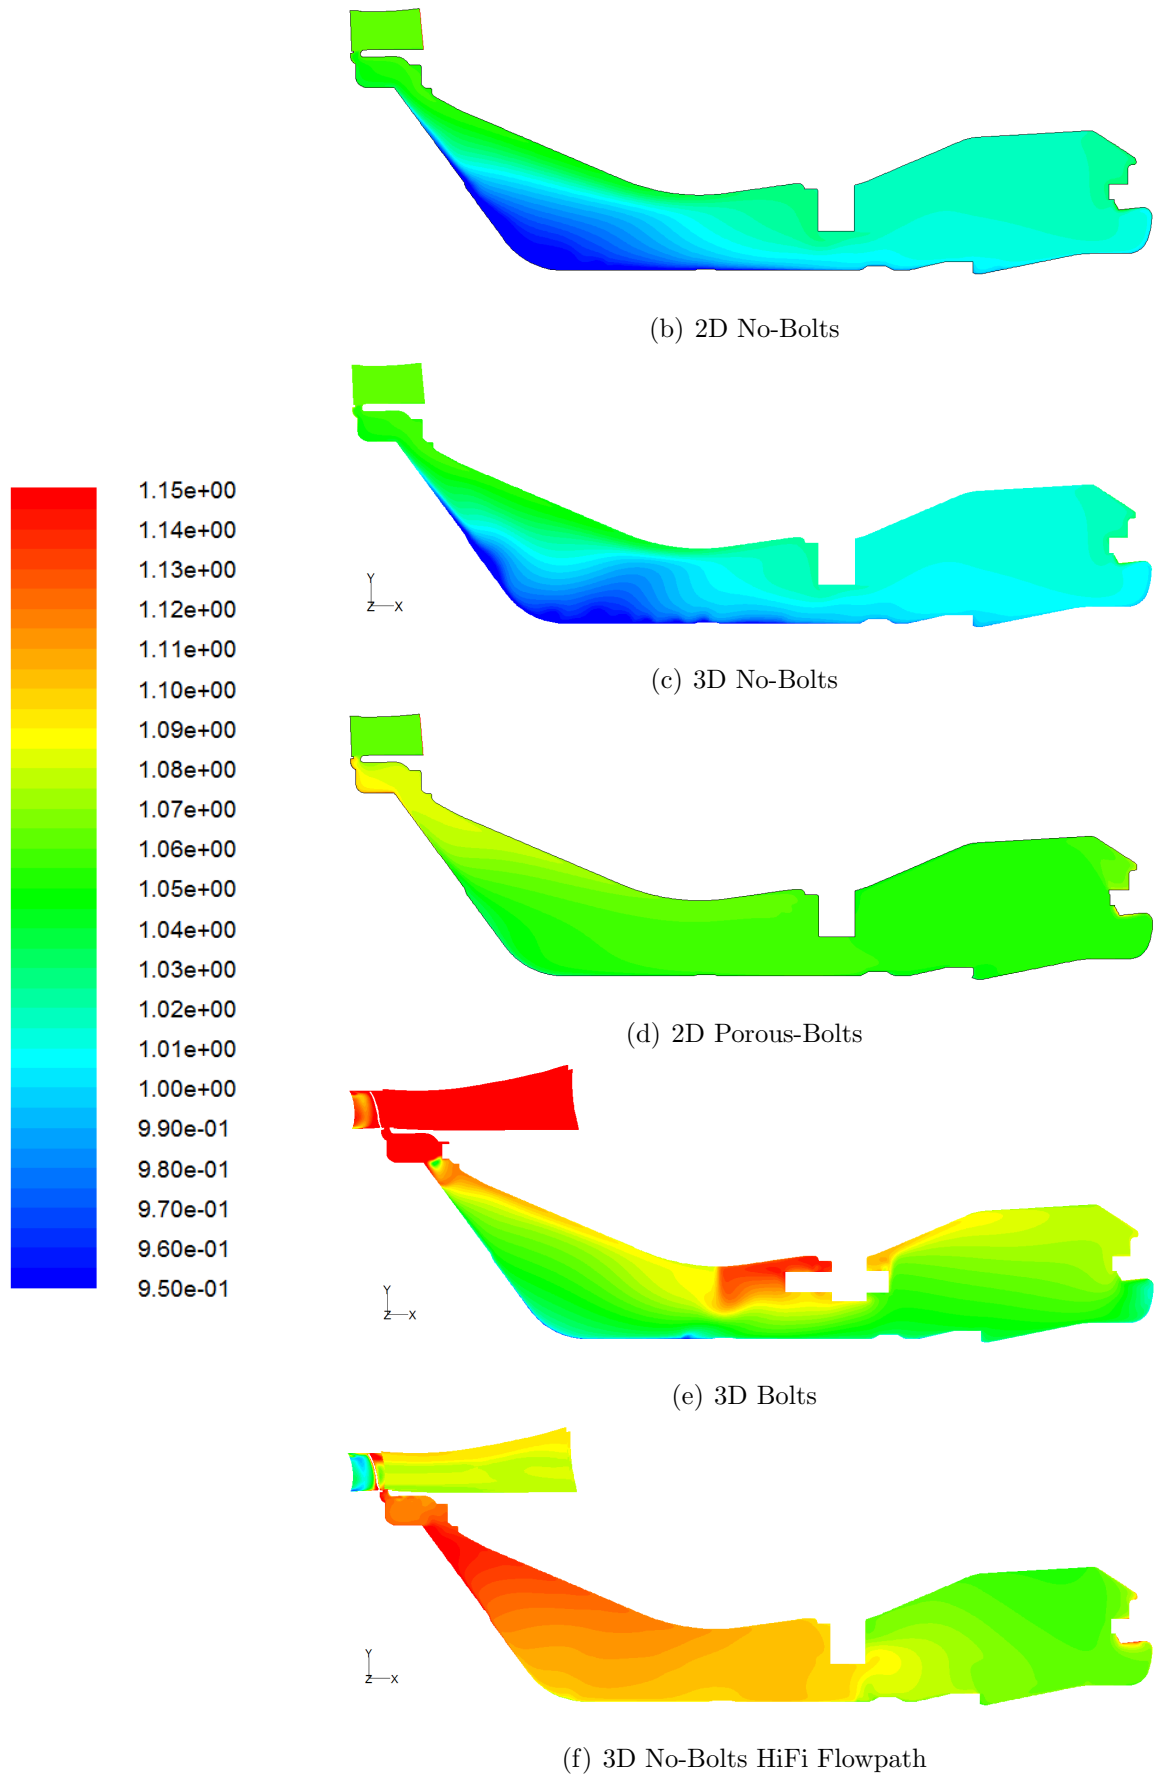 (b) 2D No-Bolts
1.15e+00
1.14e+00
1.13e+00
1.12e+00
1.11e+00
1.10e+00
1.09e+00
1.08e+00
1.07e+00
1.06e+00
1.05e+00
1.04e+00
1.03e+00
1.02e+00
1.01e+00
1.00e+00
9.90e-01
9.80e-01
9.70e-01
9.60e-01
9.50e-01
Y
Z X
(c) 3D No-Bolts
(d) 2D Porous-Bolts
Y
Z X
(e) 3D Bolts
Y
Z X
(f) 3D No-Bolts HiFi Flowpath